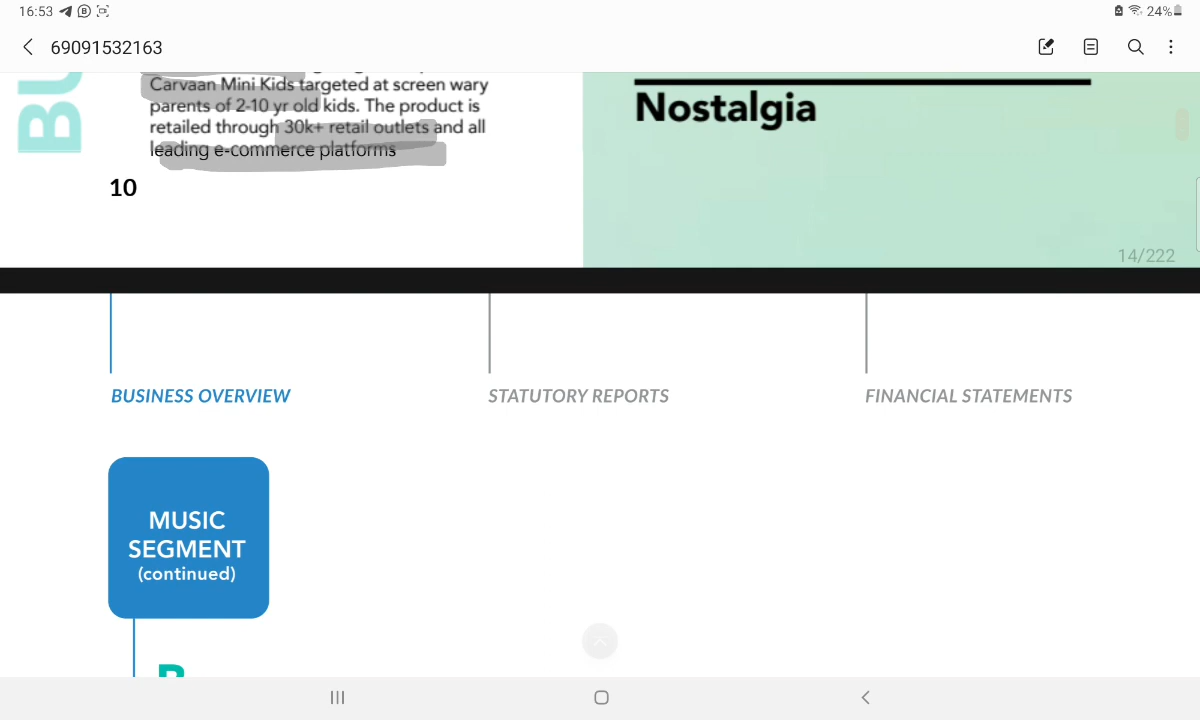 16:53
24%
69091532163
BU
Carvaan Mini Kids targeted at screen wary
parents of 2-10 yr old kids. The product is
retailed through 30k+ retail outlets and all
leading e-commerce platforms
10
Nostalgia
14/222
BUSINESS OVERVIEW
STATUTORY REPORTS
FINANCIAL STATEMENTS
MUSIC
SEGMENT
(continued)